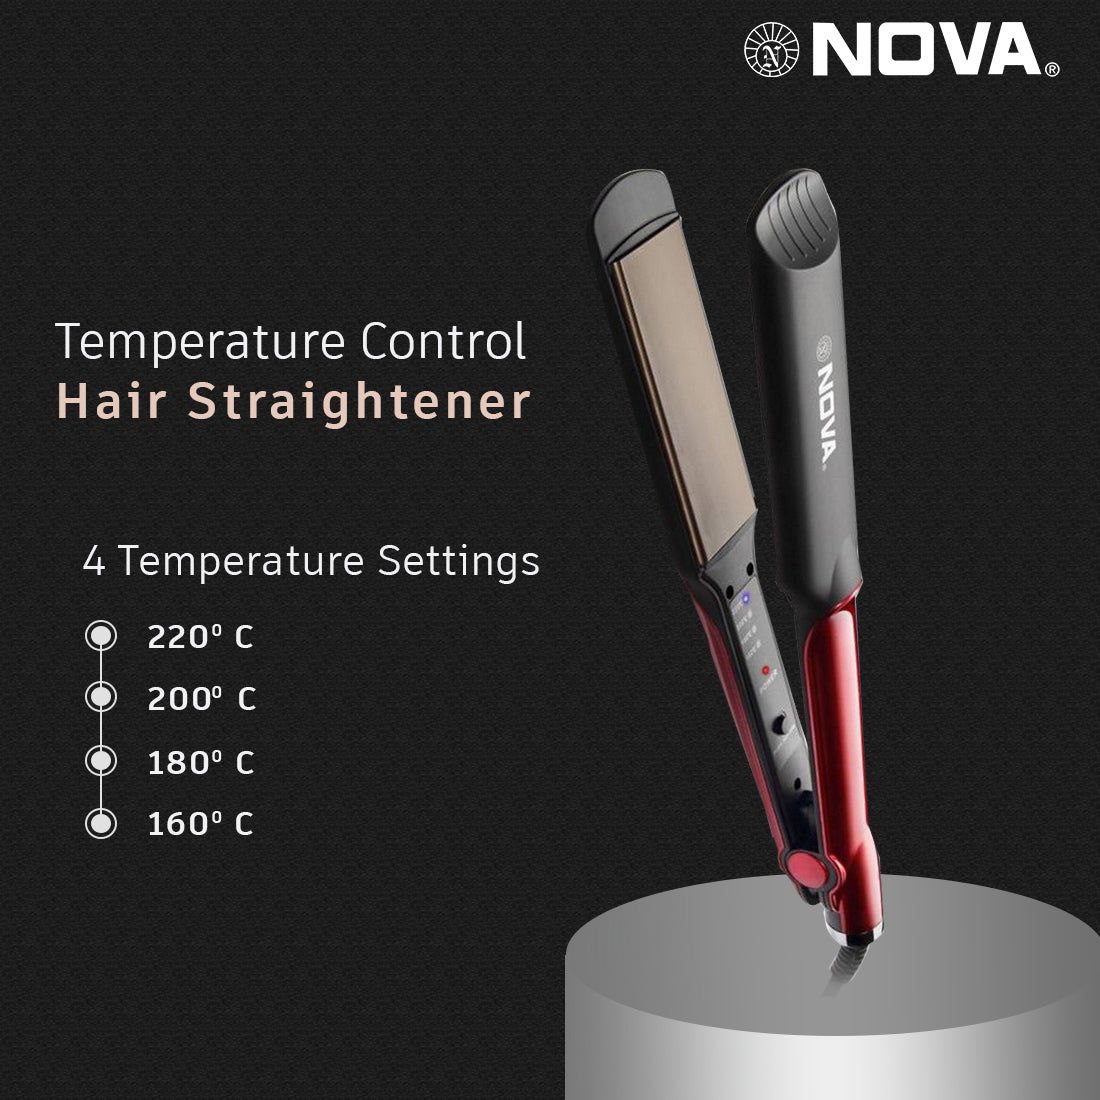 NOVA®
Temperature Control
Hair Straightener
4 Temperature Settings
220⁰ C
200⁰ C
180⁰ C
160⁰ C
NOVA
POWER